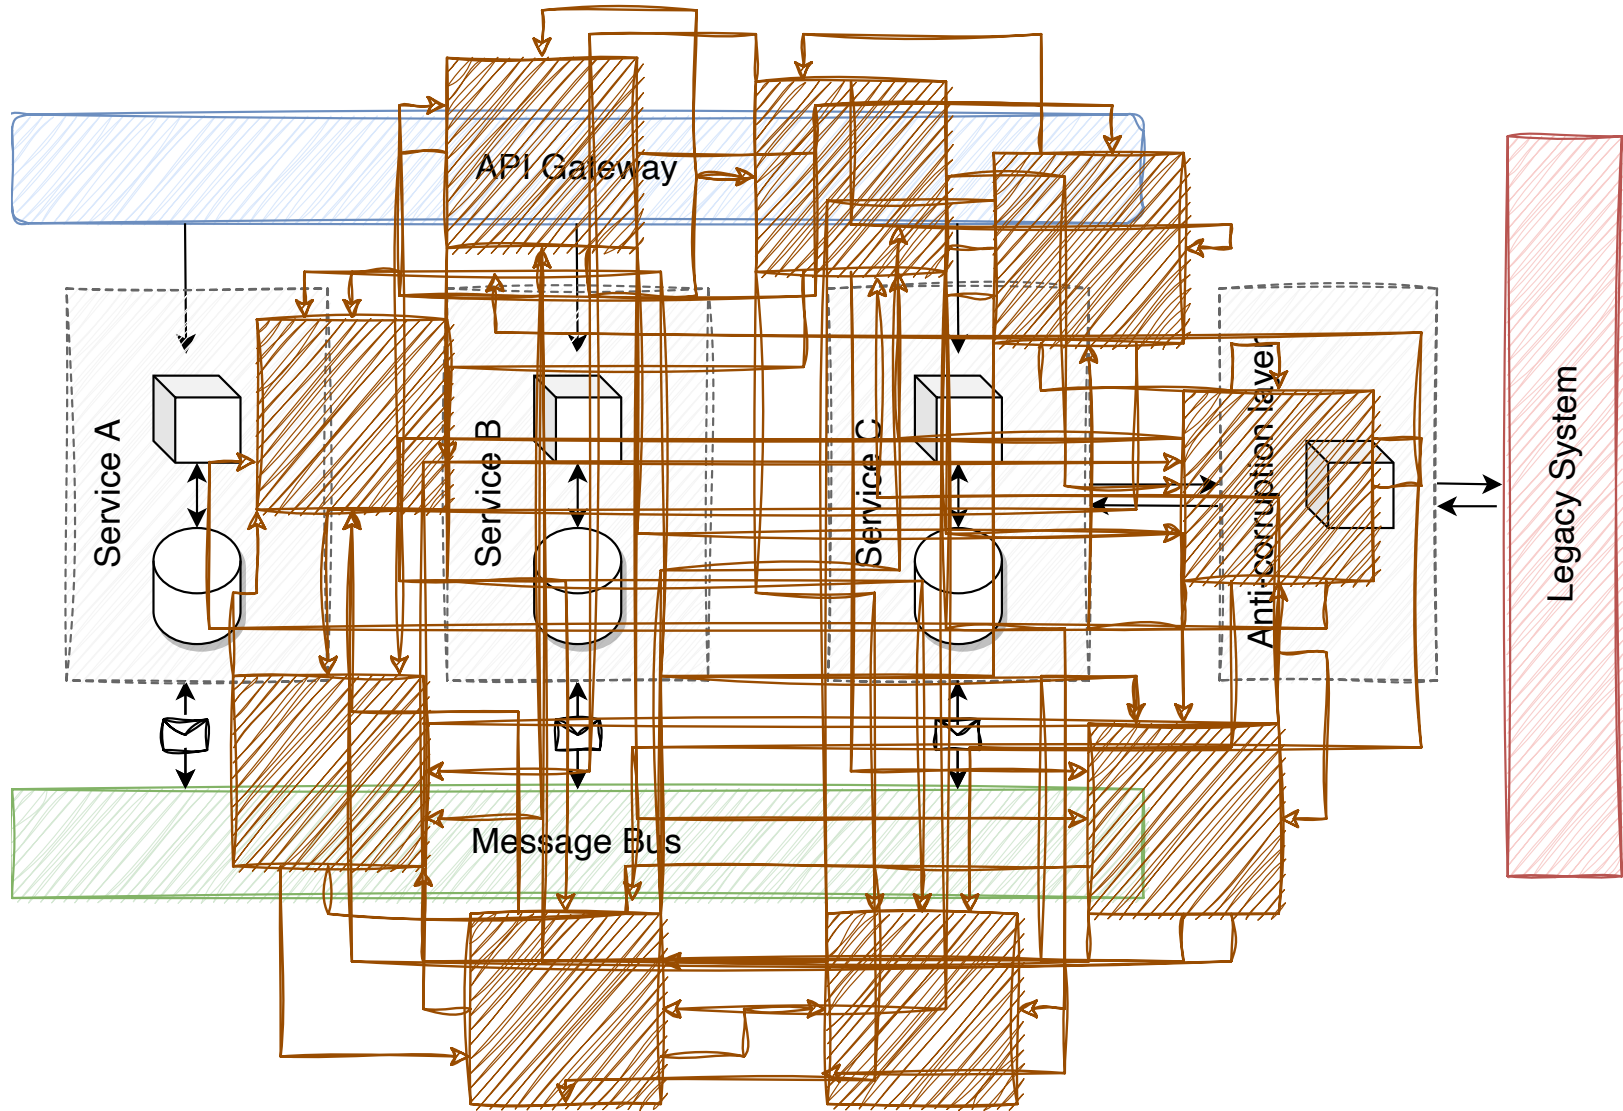 API Gateway
Service A
Service B
Service C
Anti-corruption layer
Legacy System
Message Bus